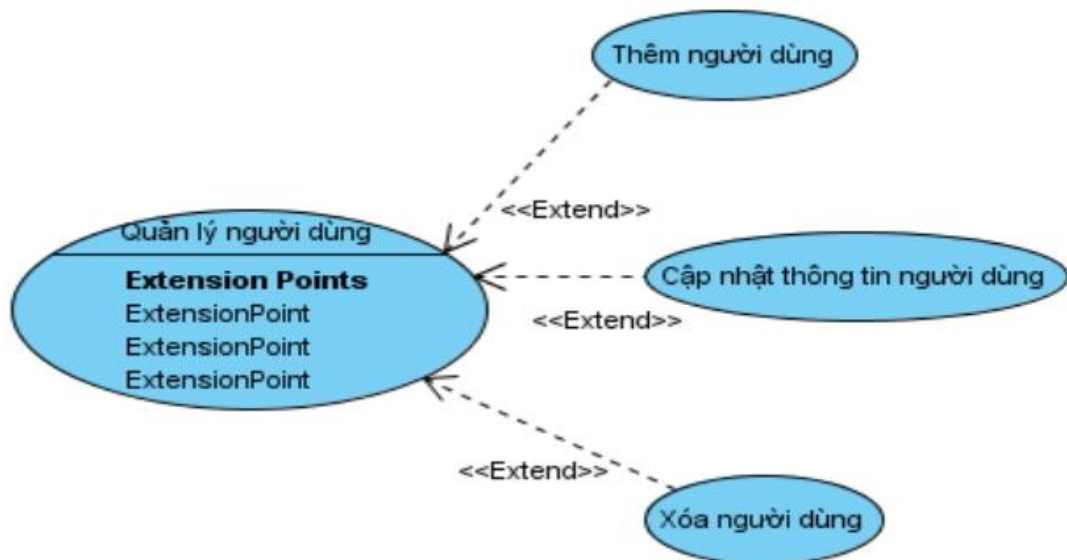 Thêm người dùng
<<Extend>>
Quản lý người dùng
Extension Points
ExtensionPoint
ExtensionPoint
ExtensionPoint
Cập nhật thông tin người dùng
<<Extend>>
<<Extend>>
Xóa người dùng